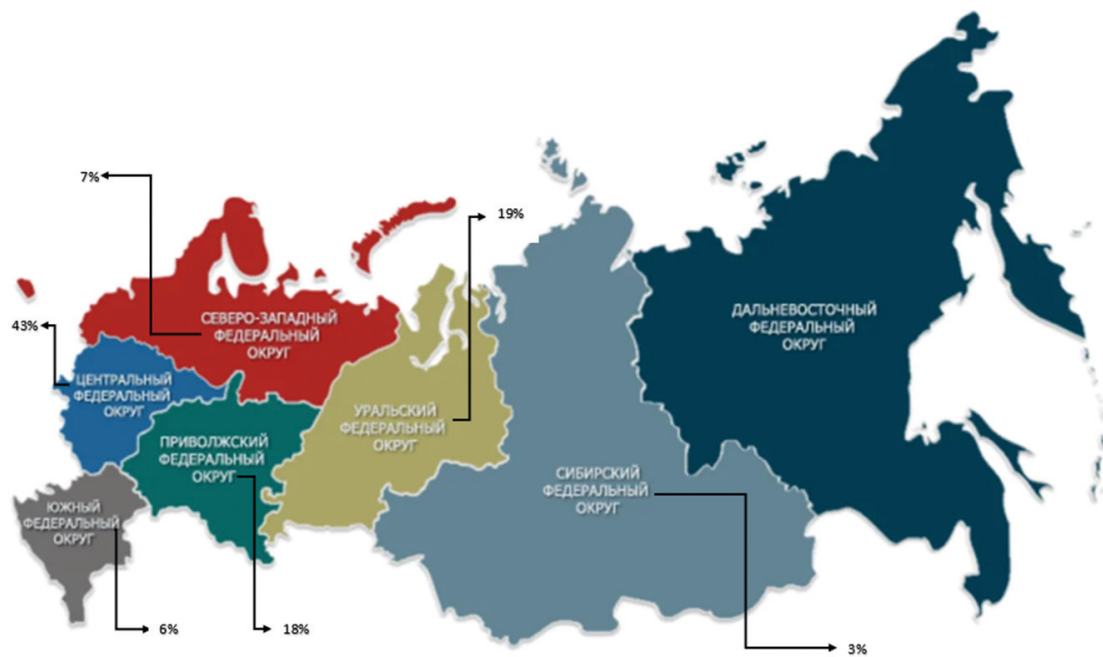 7%
19%
43%
СЕВЕРО-ЗАПАДНЫЙ
ФЕДЕРАЛЬНЫЙ
ОКРУГ
ДАЛЬНЕВОСТОЧНЫЙ
ФЕДЕРАЛЬНЫЙ
ОКРУГ
ЦЕНТРАЛЬНЫЙ
ФЕДЕРАЛЬНЫЙ
ОКРУГ
УРАЛЬСКИЙ
ФЕДЕРАЛЬНЫЙ
ОКРУГ
ПРИВОЛЖСКИЙ
ФЕДЕРАЛЬНЫЙ
ОКРУГ
СИБИРСКИЙ
ФЕДЕРАЛЬНЫЙ
ОКРУГ
ЮЖНЫЙ
ФЕДЕРАЛЬНЫЙ
ОКРУГ
6%
18%
3%